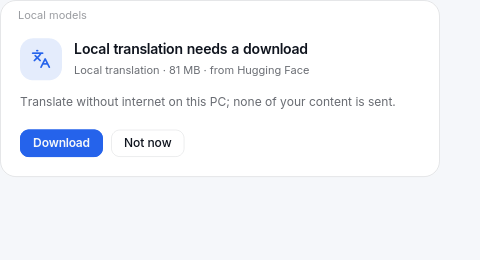 Local models
Local translation needs a download
Local translation · 81 MB · from Hugging Face
Translate without internet on this PC; none of your content is sent.
Download
Not now